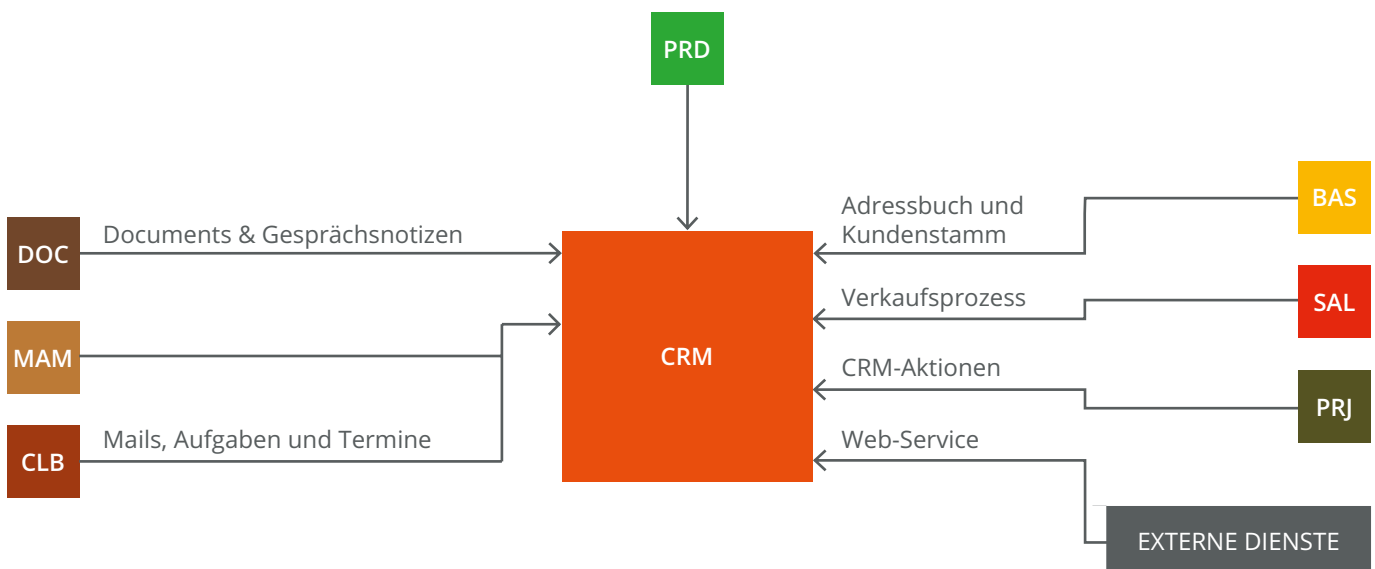 PRD
BAS
Adressbuch und
Kundenstamm
DOC
Documents & Gesprächsnotizen
Verkaufsprozess
SAL
MAM
CRM
CRM-Aktionen
PRJ
CLB
Mails, Aufgaben und Termine
Web-Service
EXTERNE DIENSTE